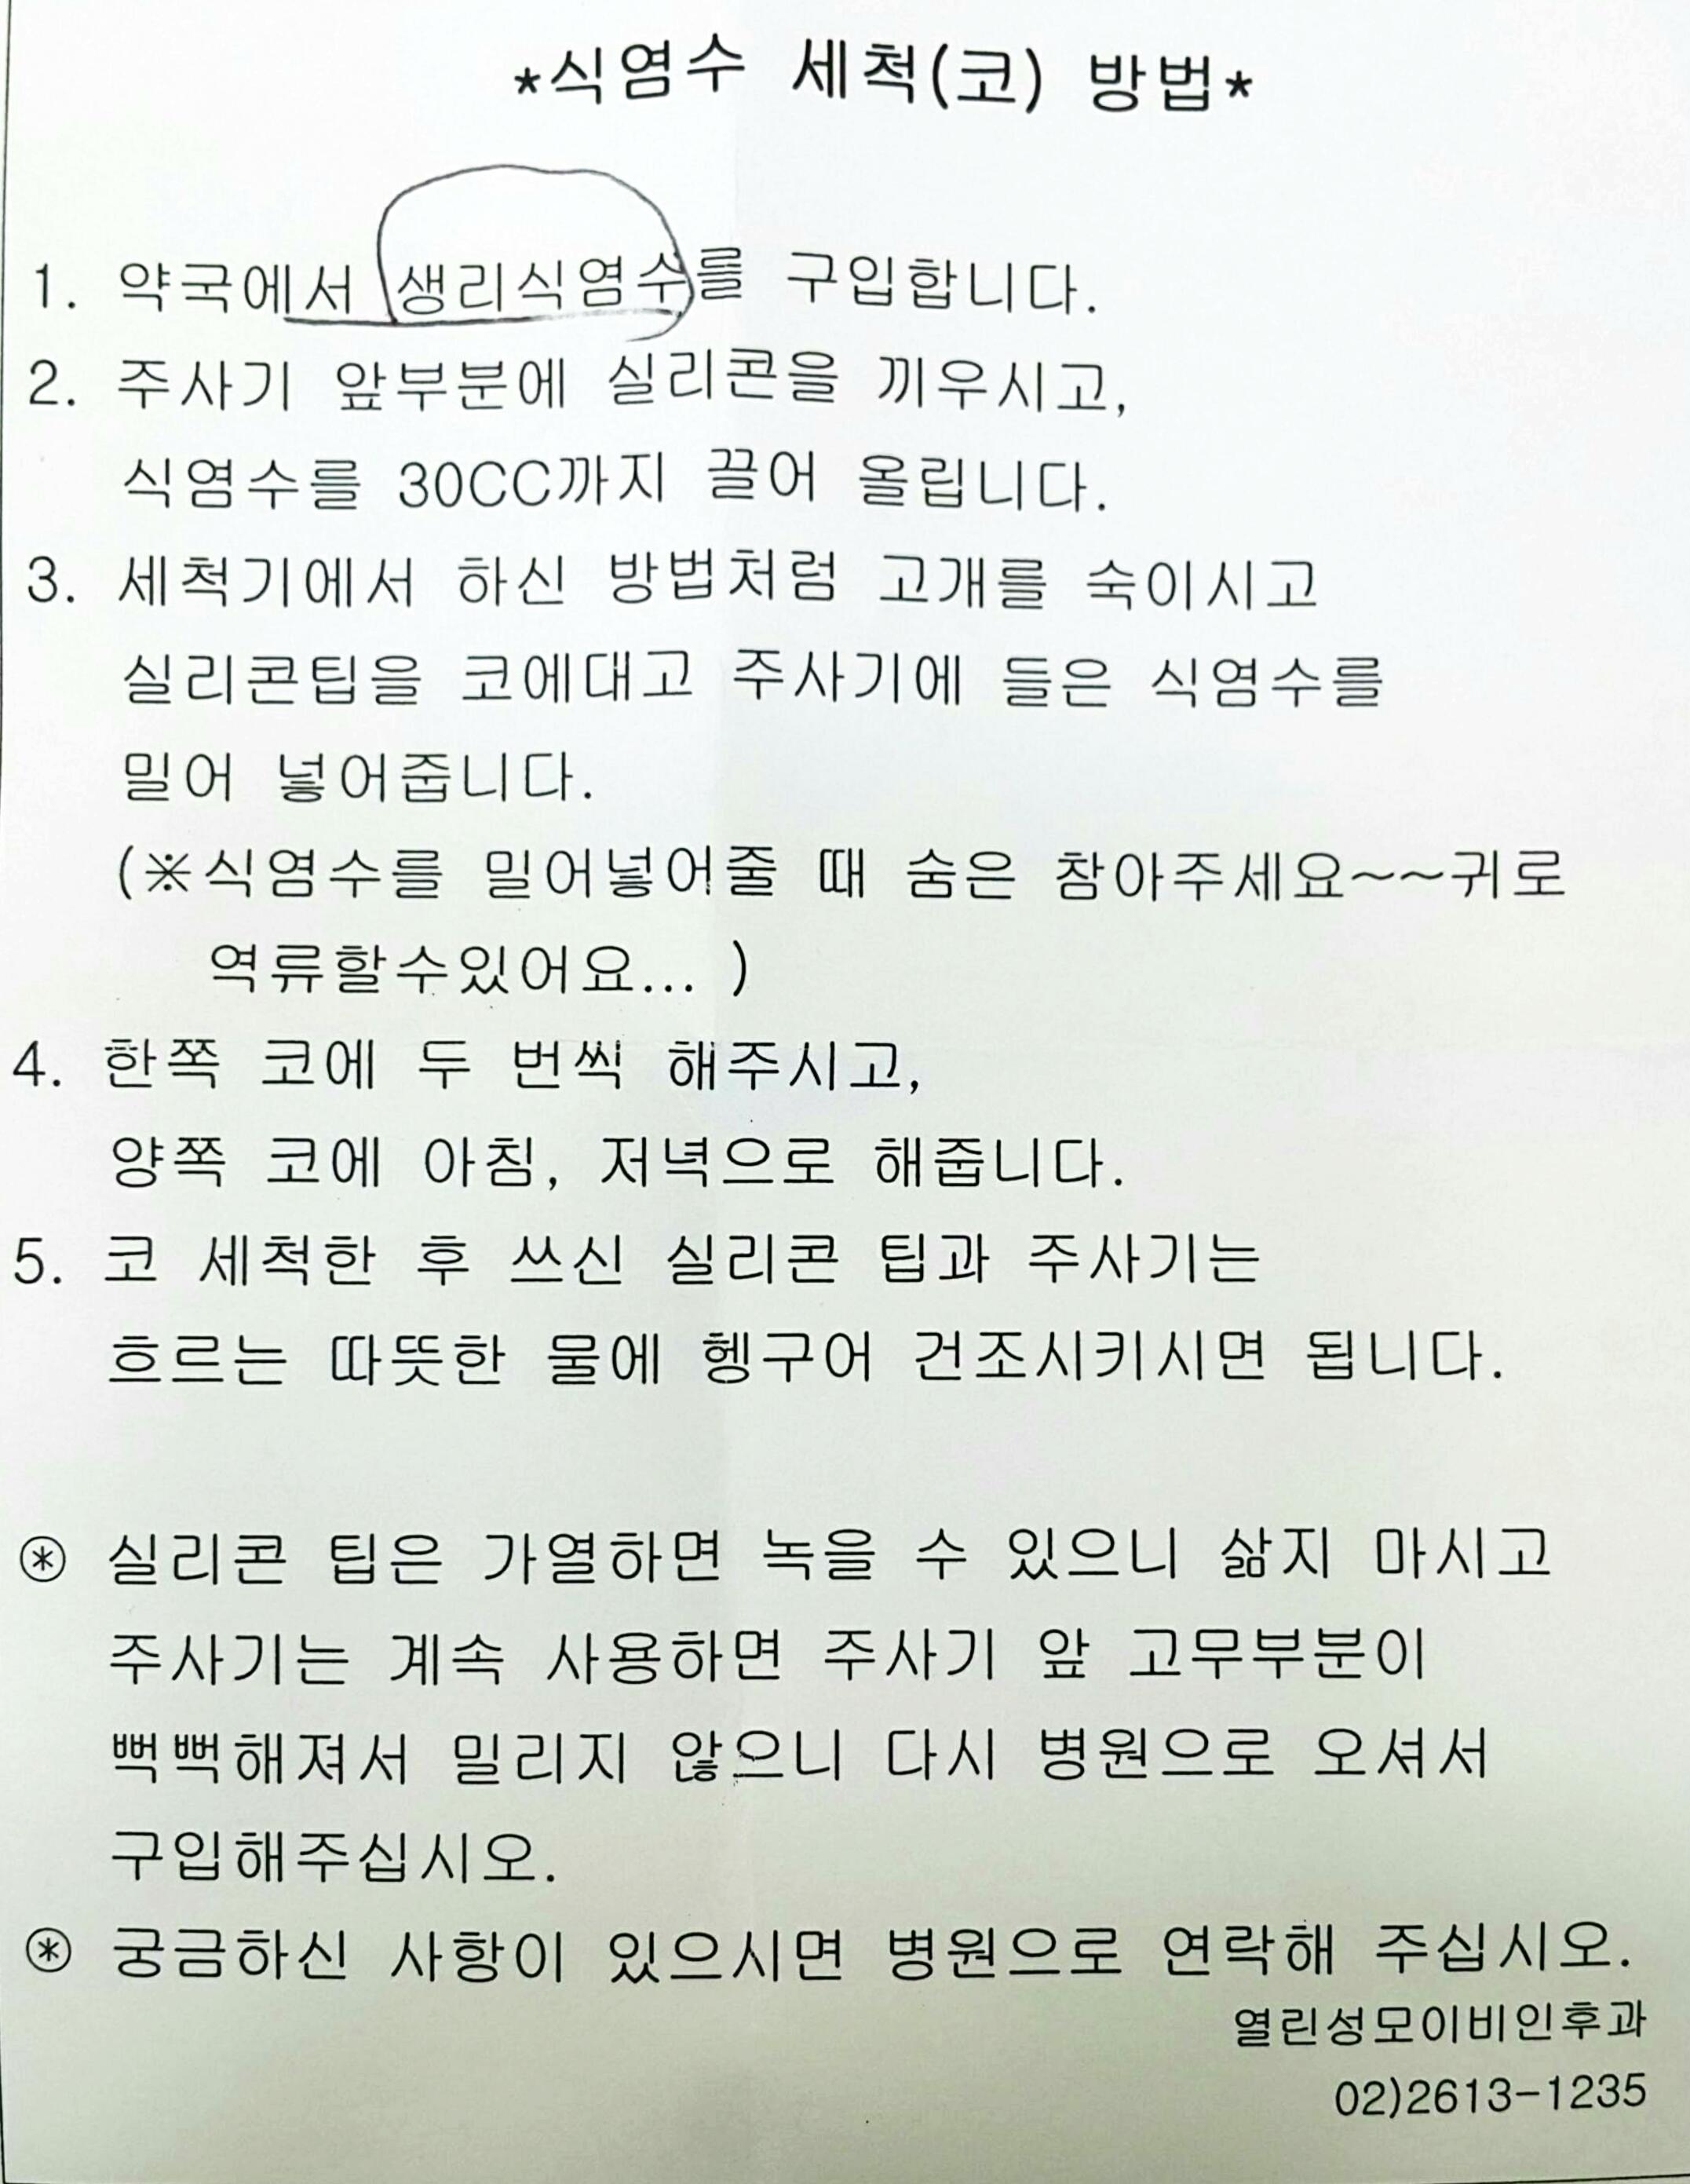 *식염수 세척(코) 방법*
1. 약국에서 생리식염수를 구입합니다.
2. 주사기 앞부분에 실리콘을 끼우시고,
식염수를 30CC까지 끌어 올립니다.
3. 세척기에서 하신 방법처럼 고개를 숙이시고
실리콘팁을 코에대고 주사기에 들은 식염수를
밀어 넣어줍니다.
(※식염수를 밀어넣어줄 때 숨은 참아주세요~~귀로
역류할수있어요... )
4. 한쪽 코에 두 번씩 해주시고,
양쪽 코에 아침, 저녁으로 해줍니다.
5. 코 세척한 후 쓰신 실리콘 팁과 주사기는
흐르는 따뜻한 물에 헹구어 건조시키시면 됩니다.
⊛ 실리콘 팁은 가열하면 녹을 수 있으니 삶지 마시고
주사기는 계속 사용하면 주사기 앞 고무부분이
뻑뻑해져서 밀리지 않으니 다시 병원으로 오셔서
구입해주십시오.
⊛ 궁금하신 사항이 있으시면 병원으로 연락해 주십시오.
열린성모이비인후과
02)2613-1235